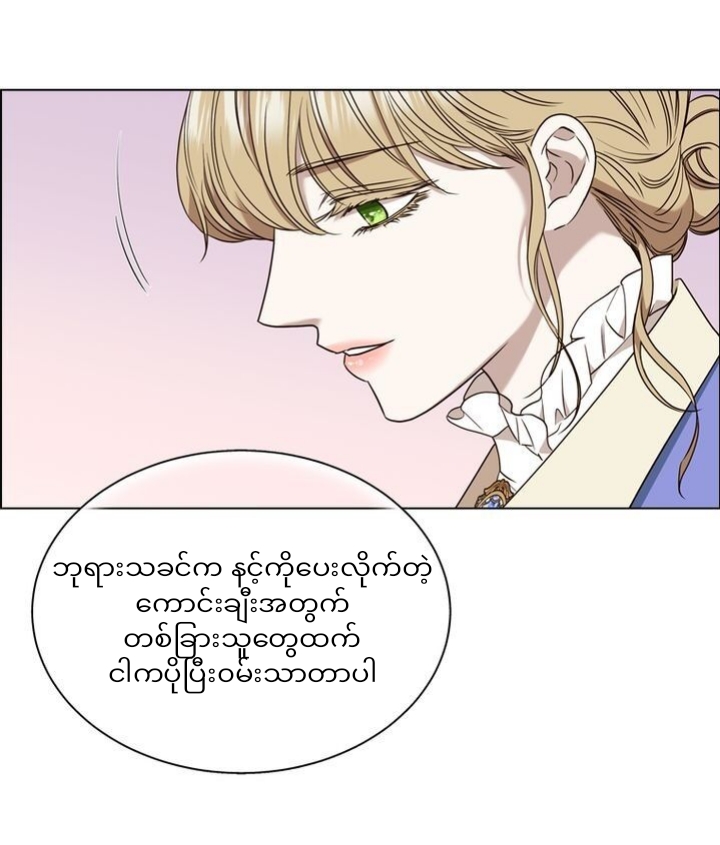 ဘုရားသခင်က နင့်ကိုပေးလိုက်တဲ့
ကောင်းချီးအတွက်
တစ်ခြားသူတွေထက်
ငါကပိုပြီးဝမ်းသာတာပါ